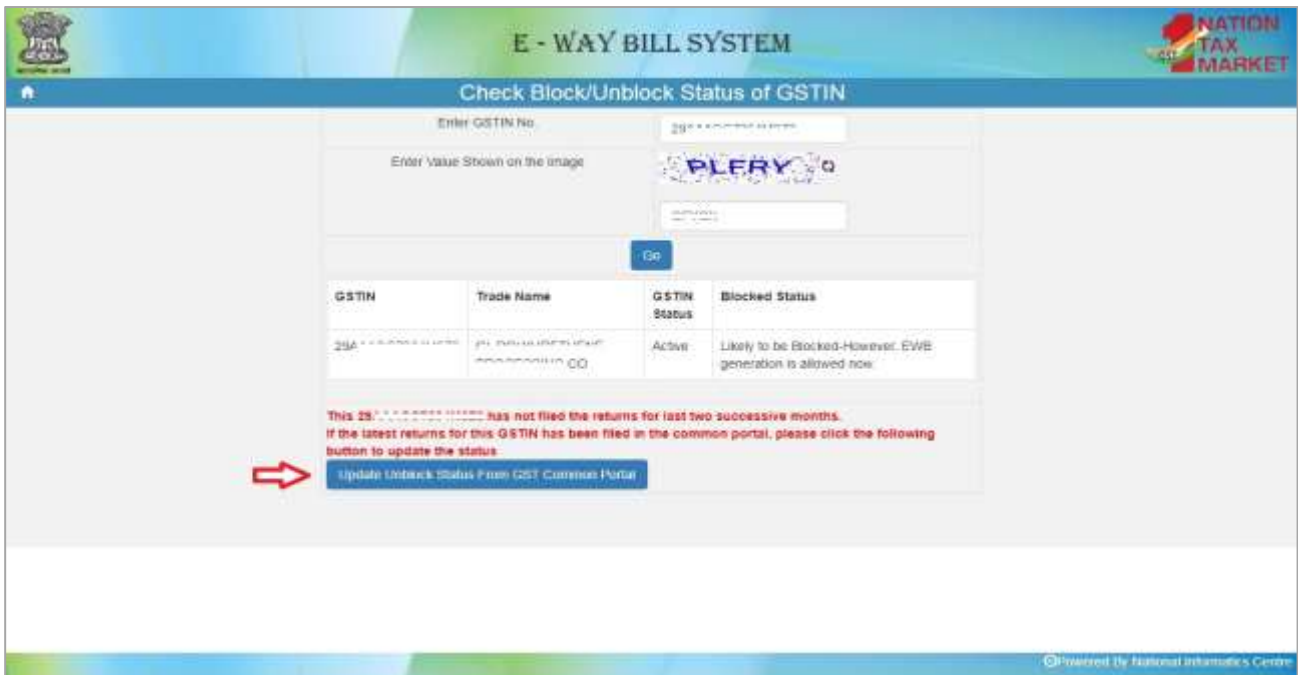 E - WAY BILL SYSTEM
NATION
TAX
MARKET
GST
Check Block/Unblock Status of GSTIN
Enter GSTIN No.
Enter Value Shown on the Image
PLERY
Go
GSTIN Trade Name GSTIN Status Blocked Status
CO Active Likely to be Blocked-However, EWB
generation is allowed now.
This has not filed the returns for last two successive months.
If the latest returns for this GSTIN has been filed in the common portal, please click the following
button to update the status
Update Unblock Status From GST Common Portal
©Powered By National Informatics Centre